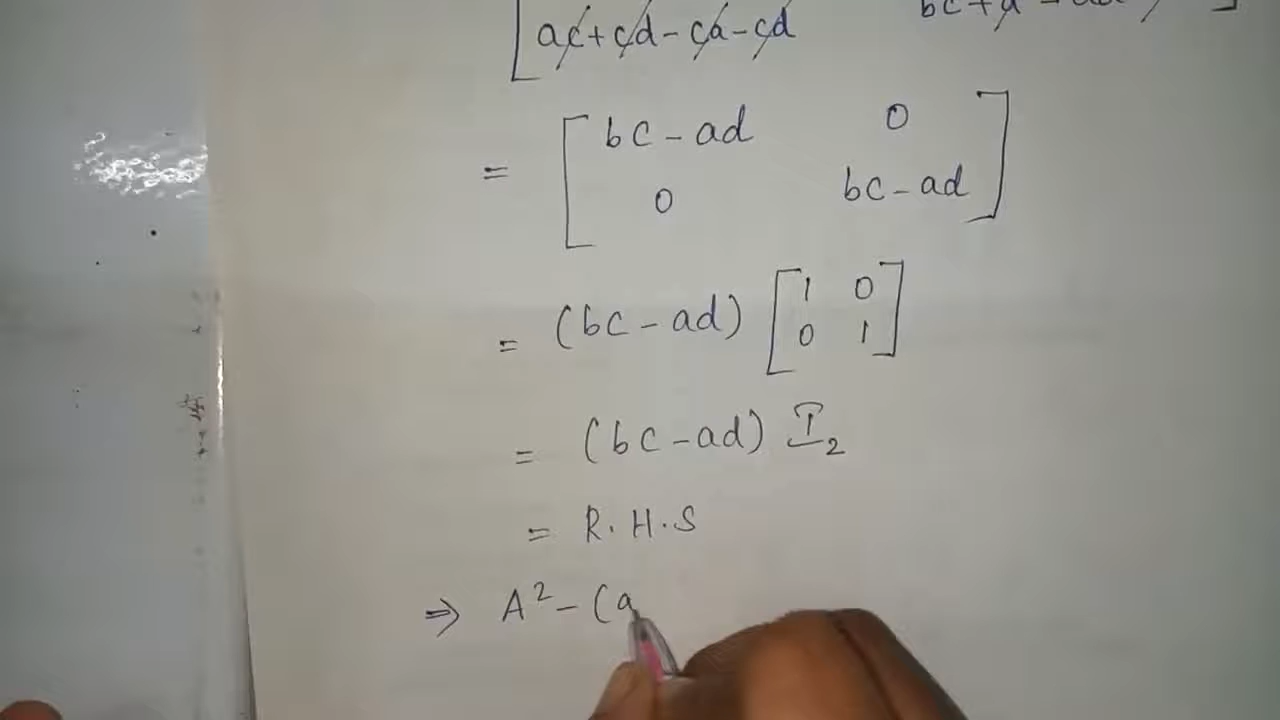 ac+cd-ca-cd bc+
= [bc-ad 0
0 bc-ad]
= (bc-ad) [1 0
0 1]
= (bc-ad) I₂
= R.H.S
⇒ A²-(a